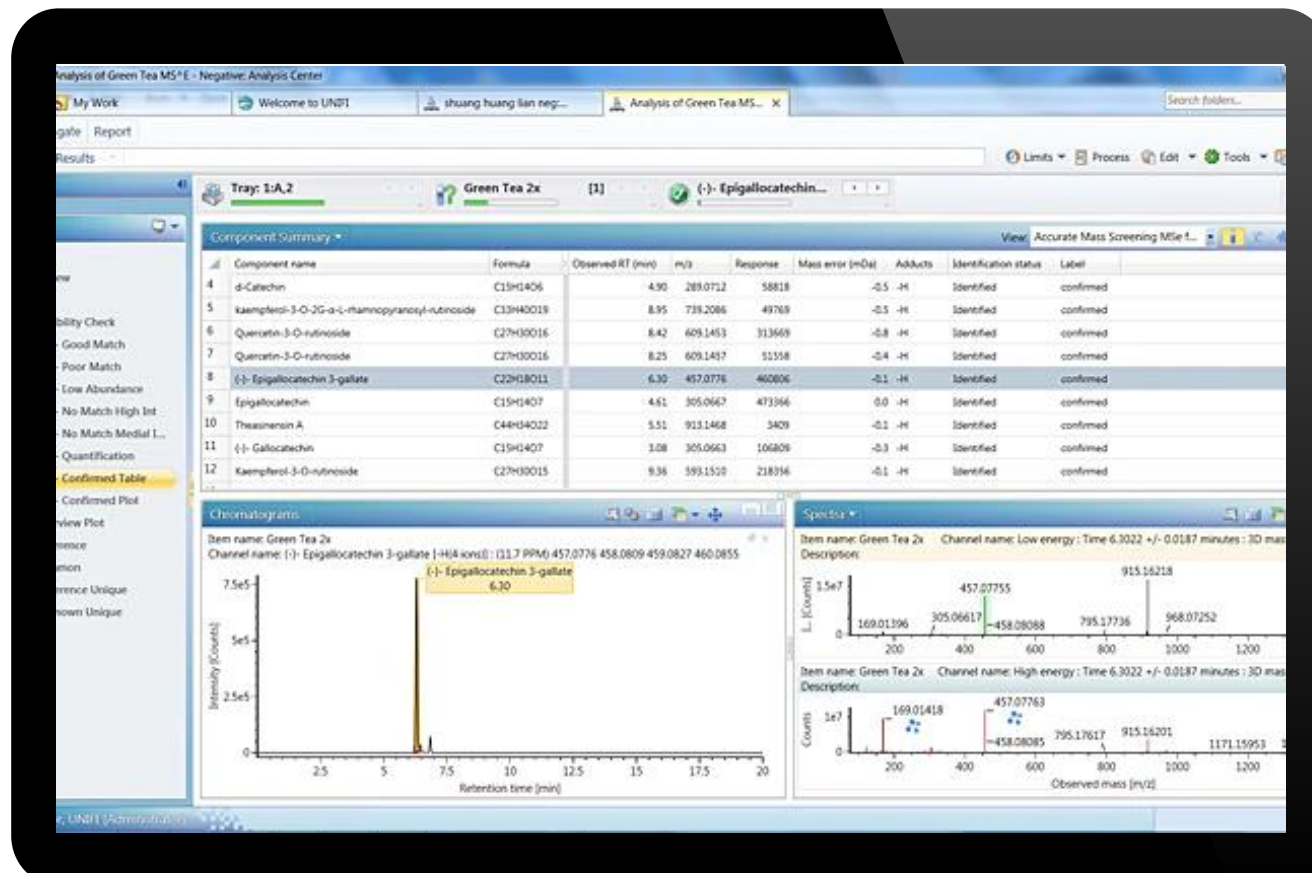 Analysis of Green Tea MS^E - Negative: Analysis Center
My Work
Welcome to UNIFI
shuang huang lian neg:...
Analysis of Green Tea MS... X
Search folders...
gate Report
Results
Limits Process Edit Tools
Tray: 1:A,2
Green Tea 2x [1]
(-)- Epigallocatechin...
Component Summary
View: Accurate Mass Screening MSe f...
Component name Formula Observed RT (min) m/z Response Mass error (mDa) Adducts Identification status Label
4 d-Catechin C15H14O6 4.90 289.0712 58818 -0.5 -H Identified confirmed
5 kaempferol-3-O-2G-α-L-rhamnopyranosyl-rutinoside C33H40O19 8.95 739.2086 49769 -0.5 -H Identified confirmed
6 Quercetin-3-O-rutinoside C27H30O16 8.42 609.1453 313669 -0.8 -H Identified confirmed
7 Quercetin-3-O-rutinoside C27H30O16 8.25 609.1457 51558 -0.4 -H Identified confirmed
8 (-)- Epigallocatechin 3-gallate C22H18O11 6.30 457.0776 460806 -0.1 -H Identified confirmed
9 Epigallocatechin C15H14O7 4.61 305.0667 473366 0.0 -H Identified confirmed
10 Theasinensin A C44H34O22 5.51 913.1468 3409 -0.1 -H Identified confirmed
11 (-)- Gallocatechin C15H14O7 3.08 305.0663 106809 -0.3 -H Identified confirmed
12 Kaempferol-3-O-rutinoside C27H30O15 9.36 593.1510 218356 -0.1 -H Identified confirmed
bility Check
- Good Match
- Poor Match
- Low Abundance
- No Match High Int
- No Match Medial I...
- Quantification
- Confirmed Table
- Confirmed Plot
rview Plot
rence
mon
erence Unique
nown Unique
Chromatograms
Item name: Green Tea 2x
Channel name: (-)- Epigallocatechin 3-gallate [-H(4 ions)] : (11.7 PPM) 457.0776 458.0809 459.0827 460.0855
(-)- Epigallocatechin 3-gallate
6.30
Intensity [Counts]
7.5e5
5e5
2.5e5
0
2.5 5 7.5 10 12.5 15 17.5 20
Retention time [min]
Spectra
Item name: Green Tea 2x Channel name: Low energy : Time 6.3022 +/- 0.0187 minutes : 3D mas
Description:
L... [Counts]
1.5e7
0
169.01396
305.06617
457.07755
458.08088
795.17736
915.16218
968.07252
200 400 600 800 1000 1200
Item name: Green Tea 2x Channel name: High energy : Time 6.3022 +/- 0.0187 minutes : 3D mas
Description:
Counts
1e7
0
169.01418
457.07763
458.08085
795.17617
915.16201
1171.15953
200 400 600 800 1000 1200
Observed mass [m/z]
UNIFI (Administrator)